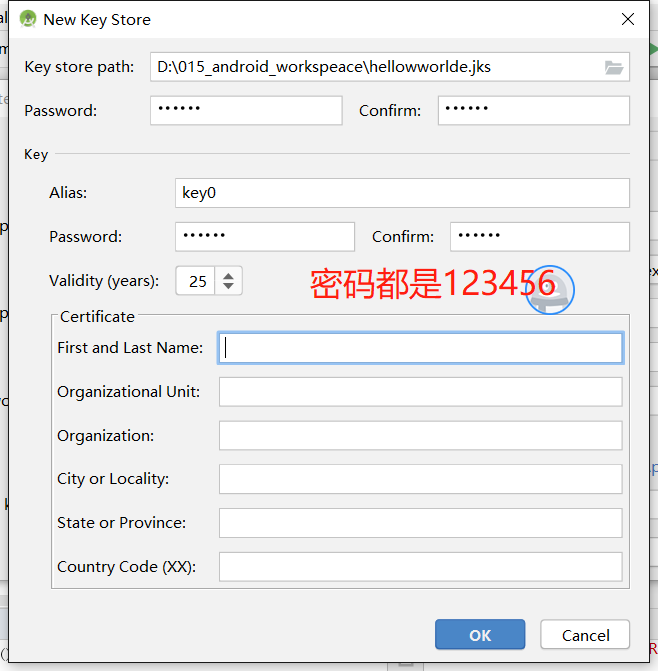 New Key Store
Key store path: D:\015_android_workspeace\hellowworlde.jks
Password: •••••• Confirm: ••••••
Key
Alias: key0
Password: •••••• Confirm: ••••••
Validity (years): 25
密码都是123456
Certificate
First and Last Name:
Organizational Unit:
Organization:
City or Locality:
State or Province:
Country Code (XX):
OK Cancel